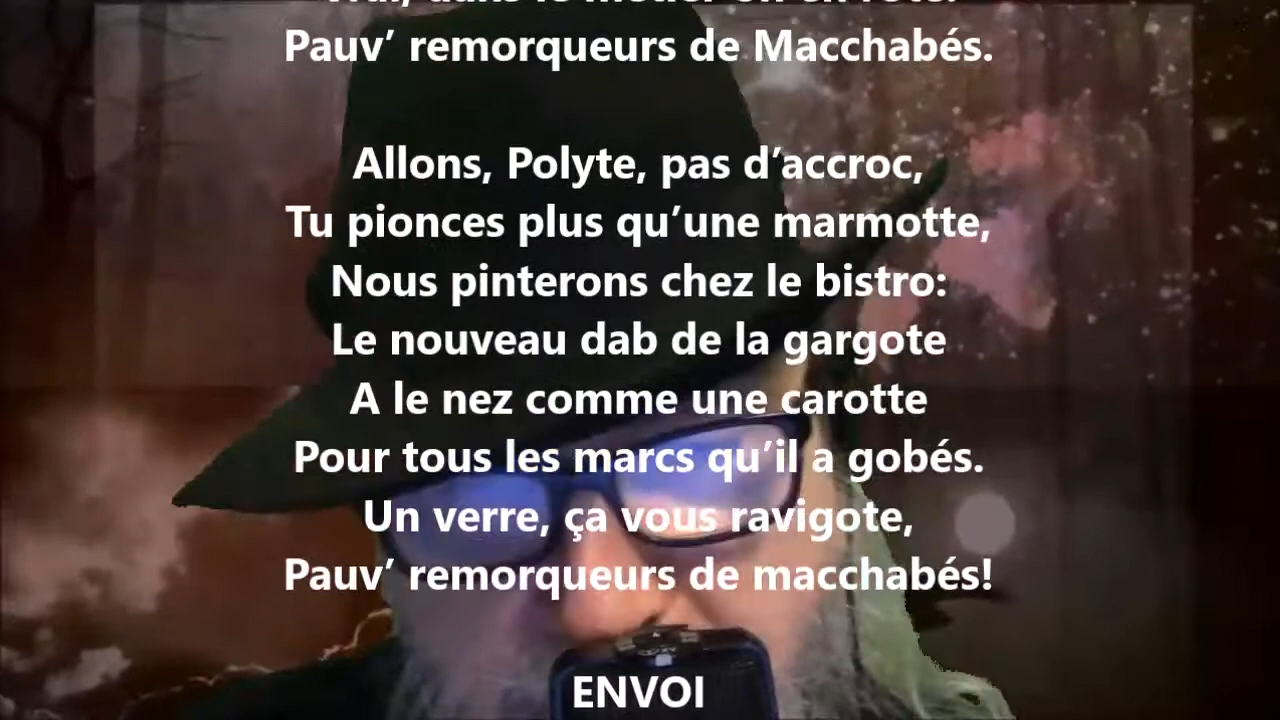 Pauv’ remorqueurs de Macchabés.
Allons, Polyte, pas d’accroc,
Tu pionces plus qu’une marmotte,
Nous pinterons chez le bistro:
Le nouveau dab de la gargote
A le nez comme une carotte
Pour tous les marcs qu’il a gobés.
Un verre, ça vous ravigote,
Pauv’ remorqueurs de macchabés!
ENVOI